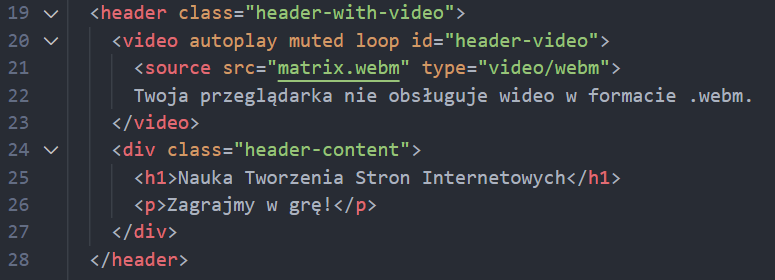 19 <header class="header-with-video">
20 <video autoplay muted loop id="header-video">
21 <source src="matrix.webm" type="video/webm">
22 Twoja przeglądarka nie obsługuje wideo w formacie .webm.
23 </video>
24 <div class="header-content">
25 <h1>Nauka Tworzenia Stron Internetowych</h1>
26 <p>Zagrajmy w grę!</p>
27 </div>
28 </header>